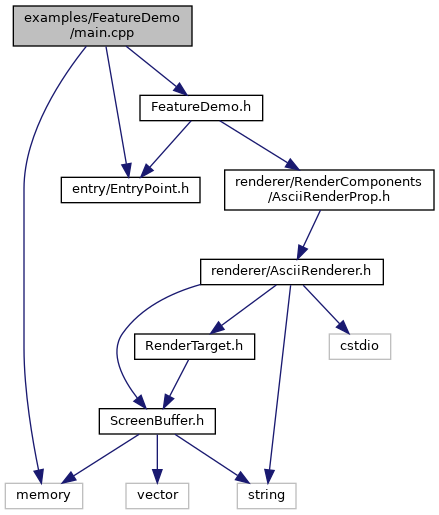 examples/FeatureDemo
/main.cpp
FeatureDemo.h
entry/EntryPoint.h
renderer/RenderComponents
/AsciiRenderProp.h
renderer/AsciiRenderer.h
RenderTarget.h
cstdio
ScreenBuffer.h
memory
vector
string